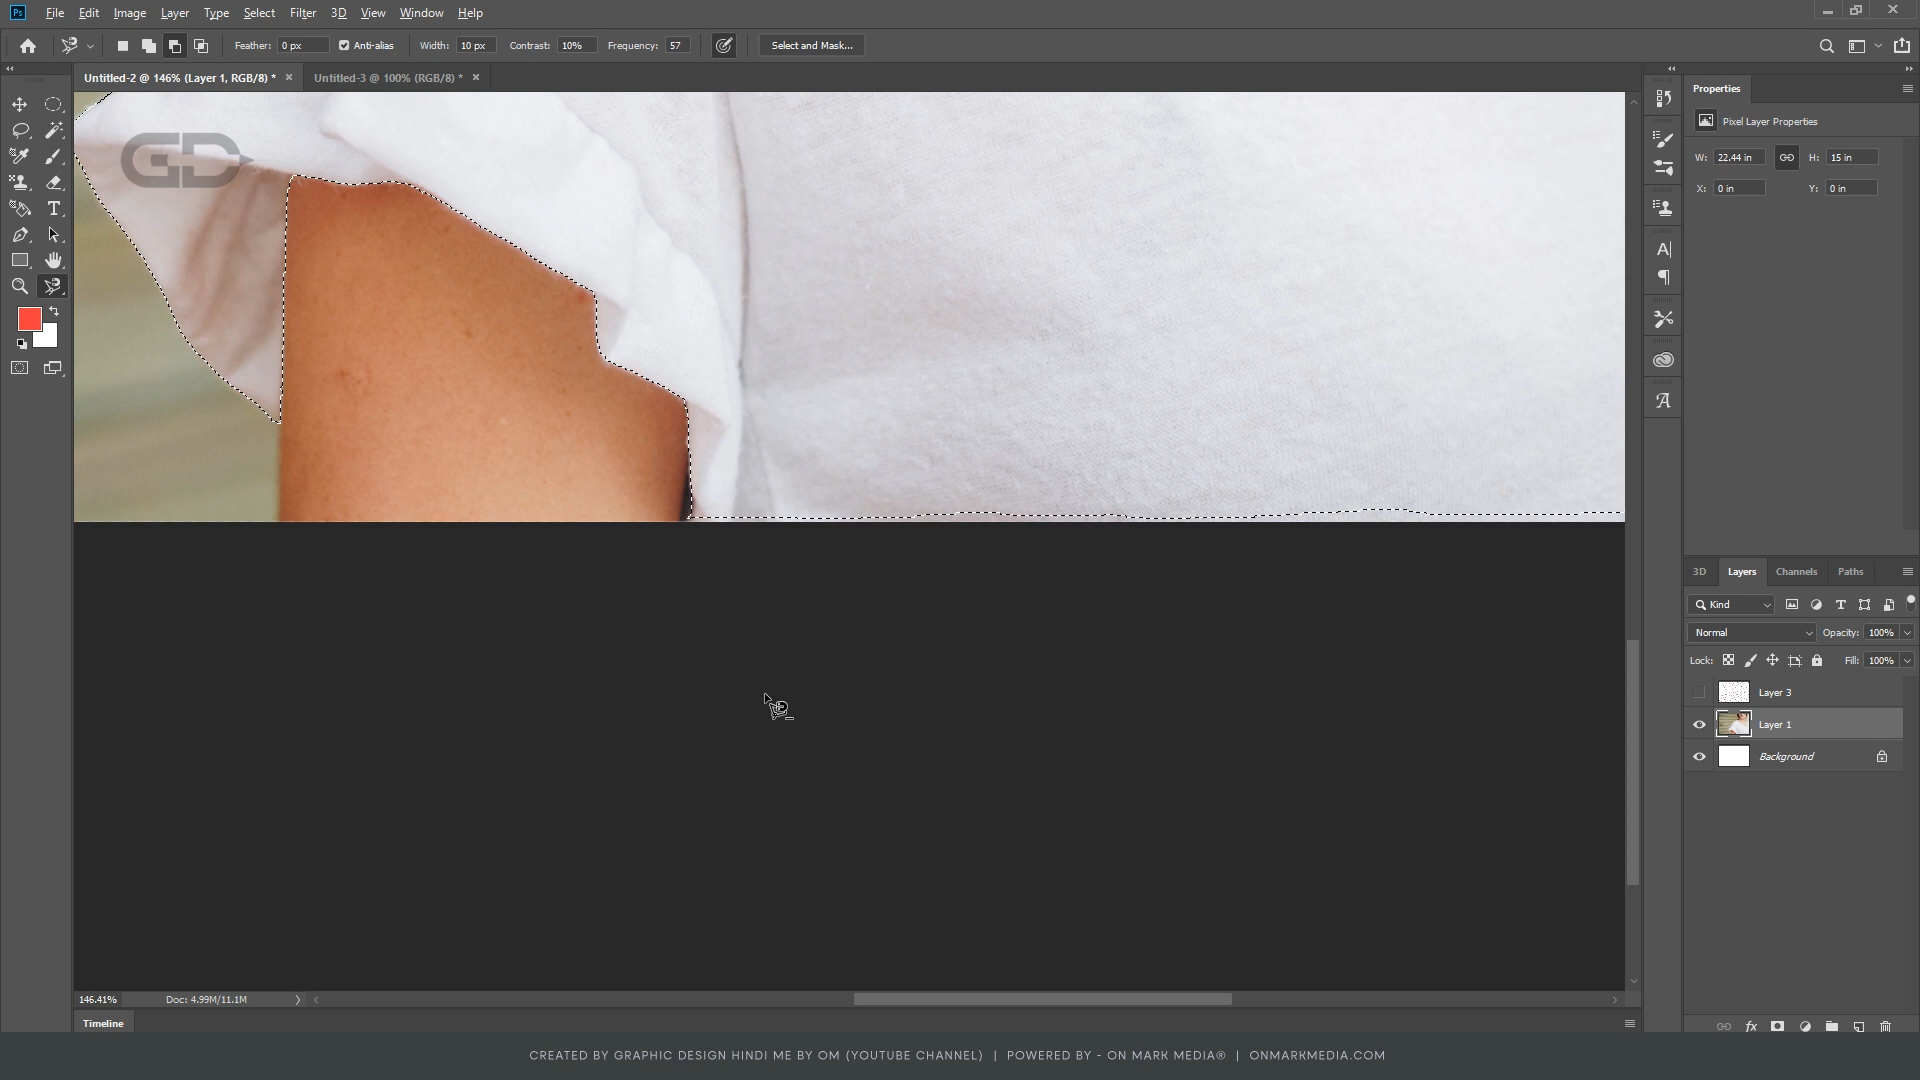 Ps File Edit Image Layer Type Select Filter 3D View Window Help
Feather: 0 px Anti-alias Width: 10 px Contrast: 10% Frequency: 57 Select and Mask...
Untitled-2 @ 146% (Layer 1, RGB/8) * × Untitled-3 @ 100% (RGB/8) * ×
GD
Properties
Pixel Layer Properties
W: 22.44 in H: 15 in
X: 0 in Y: 0 in
3D Layers Channels Paths
Kind
Normal Opacity: 100%
Lock: Fill: 100%
Layer 3
Layer 1
Background
146.41% Doc: 4.99M/11.1M
Timeline
CREATED BY GRAPHIC DESIGN HINDI ME BY OM (YOUTUBE CHANNEL) | POWERED BY - ON MARK MEDIA® | ONMARKMEDIA.COM